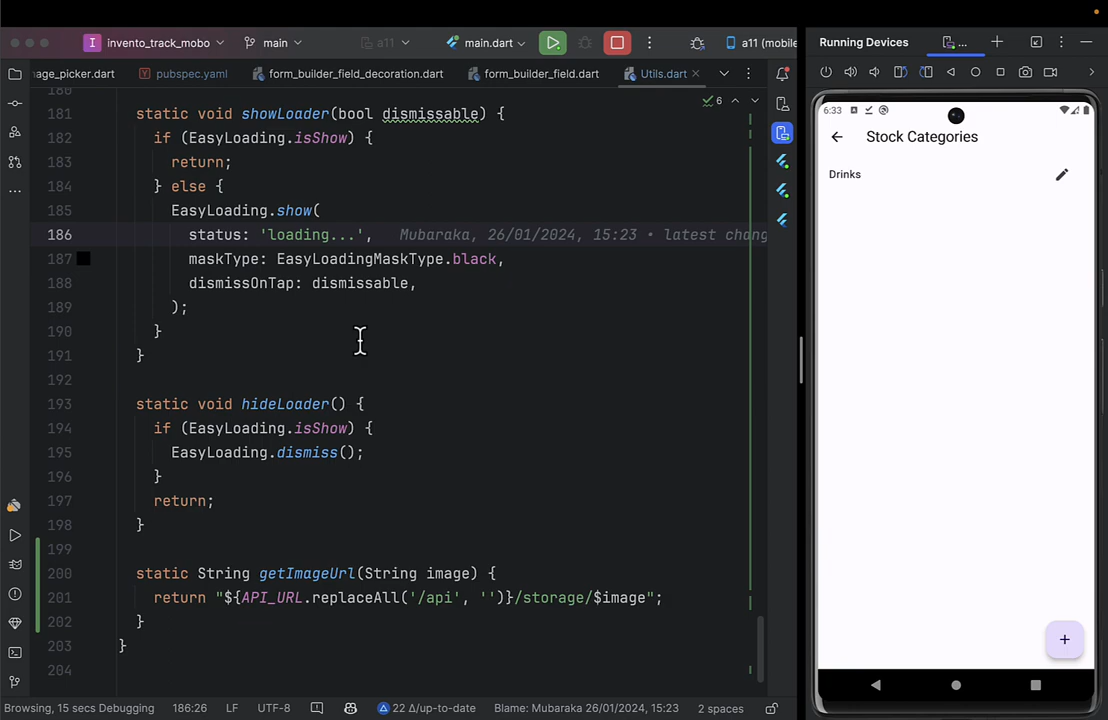 invento_track_mobo
main
a11
main.dart
a11 (mobile
Running Devices
...
nage_picker.dart
pubspec.yaml
form_builder_field_decoration.dart
form_builder_field.dart
Utils.dart
6
180
181 static void showLoader(bool dismissable) {
182 if (EasyLoading.isShow) {
183 return;
184 } else {
185 EasyLoading.show(
186 status: 'loading...', Mubaraka, 26/01/2024, 15:23 • latest chang
187 maskType: EasyLoadingMaskType.black,
188 dismissOnTap: dismissable,
189 );
190 }
191 }
192
193 static void hideLoader() {
194 if (EasyLoading.isShow) {
195 EasyLoading.dismiss();
196 }
197 return;
198 }
199
200 static String getImageUrl(String image) {
201 return "${API_URL.replaceAll('/api', '')}/storage/$image";
202 }
203 }
204
6:33
Stock Categories
Drinks
+
Browsing, 15 secs Debugging
186:26
LF
UTF-8
22 Δ/up-to-date
Blame: Mubaraka 26/01/2024, 15:23
2 spaces